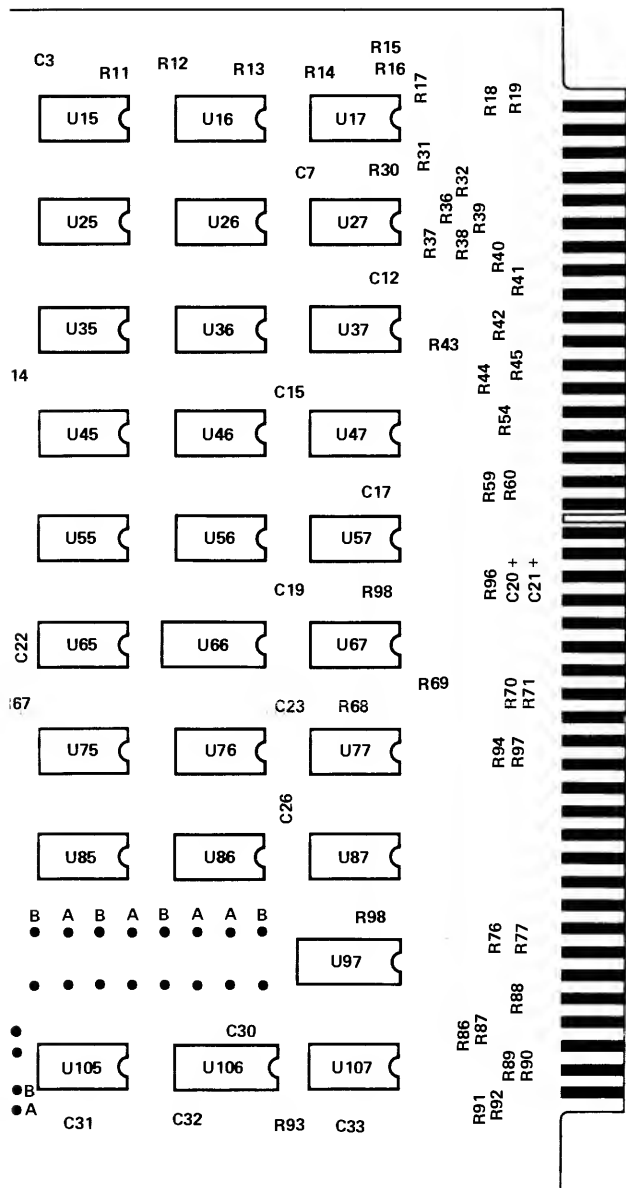 R15
C3 R11 R12 R13 R14 R16 R17 R18 R19
U15 U16 U17
R31
C7 R30 R32
U25 U26 U27 R36 R39
R37 R38 R40
C12 R41
U35 U36 U37 R42
R43
14 R44 R45
C15
U45 U46 U47 R54
C17 R59 R60
U55 U56 U57
C19 R98 R96 C20 + C21 +
C22 U65 U66 U67
R69
67 C23 R68 R70 R71
U75 U76 U77 R94 R97
C26
U85 U86 U87
B A B A B A A B R98
R76 R77
U97
R88
C30 R86 R87
U105 U106 U107 R89 R90
B
A
C31 C32 R93 C33 R91 R92